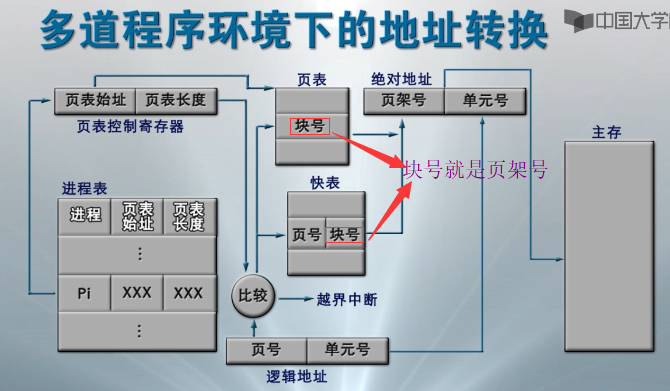 多道程序环境下的地址转换
中国大学
页表
绝对地址
页表始址 页表长度
页架号 单元号
块号
页表控制寄存器
主存
块号就是页架号
进程表
快表
进程 页表始址 页表长度
⋮
页号 块号
Pi XXX XXX
比较
越界中断
⋮
页号 单元号
逻辑地址